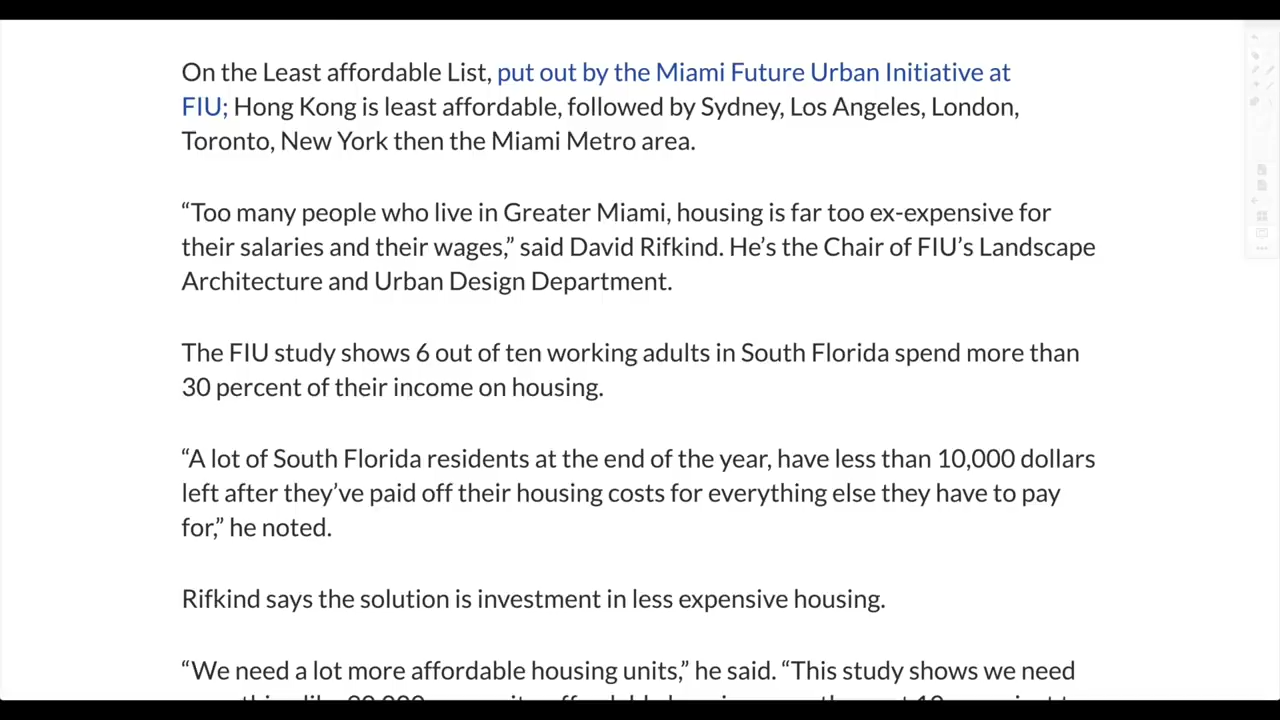 On the Least affordable List, put out by the Miami Future Urban Initiative at
FIU; Hong Kong is least affordable, followed by Sydney, Los Angeles, London,
Toronto, New York then the Miami Metro area.
“Too many people who live in Greater Miami, housing is far too ex-expensive for
their salaries and their wages,” said David Rifkind. He’s the Chair of FIU’s Landscape
Architecture and Urban Design Department.
The FIU study shows 6 out of ten working adults in South Florida spend more than
30 percent of their income on housing.
“A lot of South Florida residents at the end of the year, have less than 10,000 dollars
left after they’ve paid off their housing costs for everything else they have to pay
for,” he noted.
Rifkind says the solution is investment in less expensive housing.
“We need a lot more affordable housing units,” he said. “This study shows we need